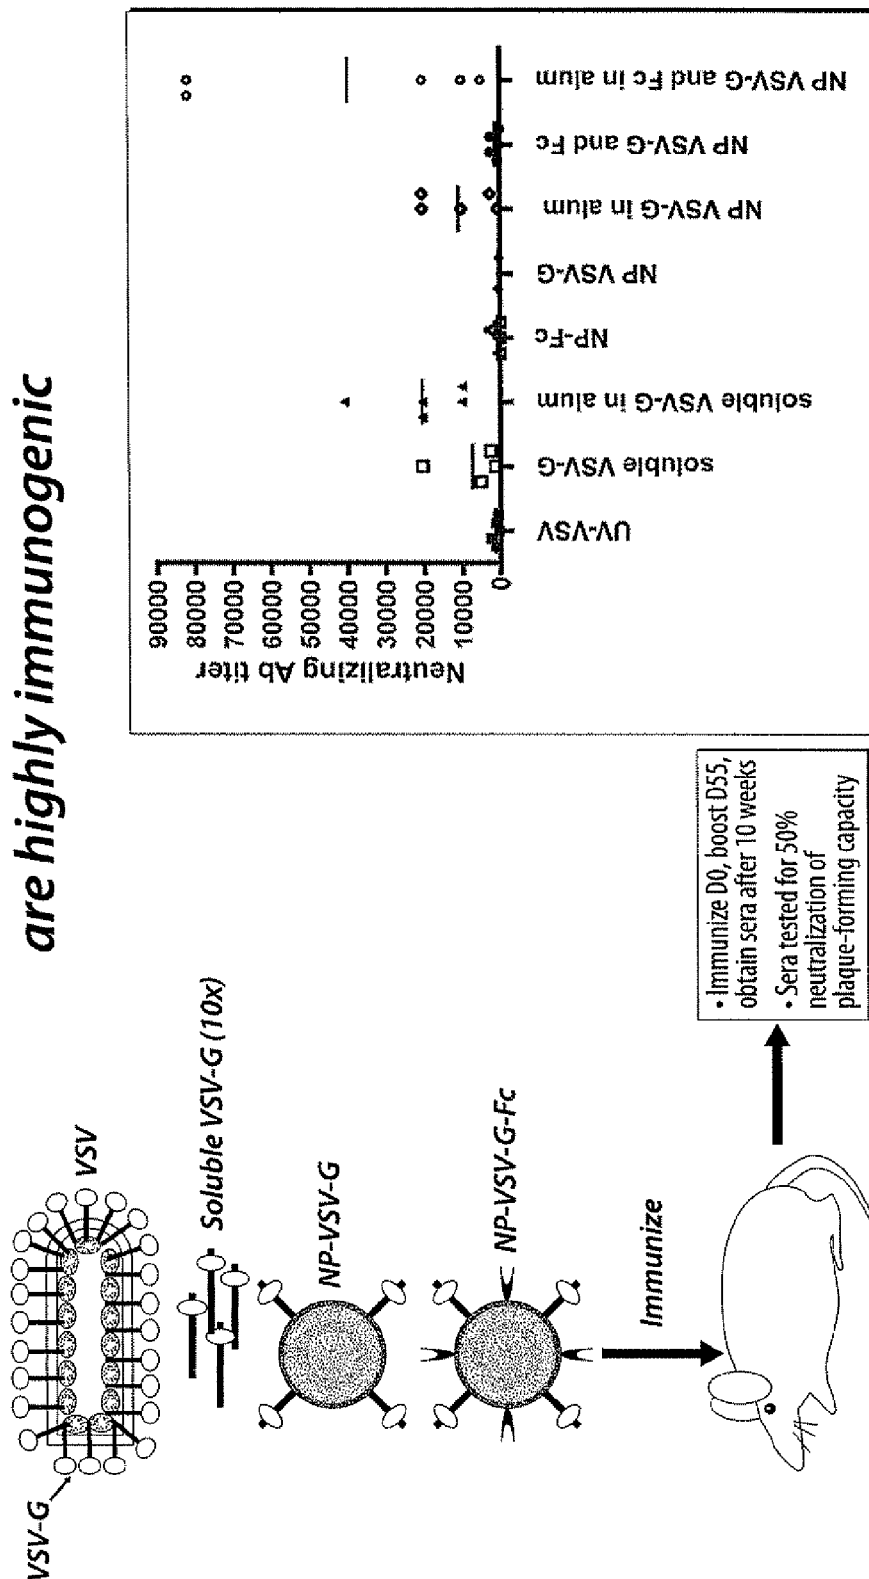 are highly immunogenic
VSV-G
VSV
Soluble VSV-G (10x)
NP-VSV-G
NP-VSV-G-Fc
Immunize
• Immunize D0, boost D55,
obtain sera after 10 weeks
• Sera tested for 50%
neutralization of
plaque-forming capacity
Neutralizing Ab titer
90000
80000
70000
60000
50000
40000
30000
20000
10000
0
UV-VSV
soluble VSV-G
soluble VSV-G in alum
NP-Fc
NP VSV-G
NP VSV-G in alum
NP VSV-G and Fc
NP VSV-G and Fc in alum